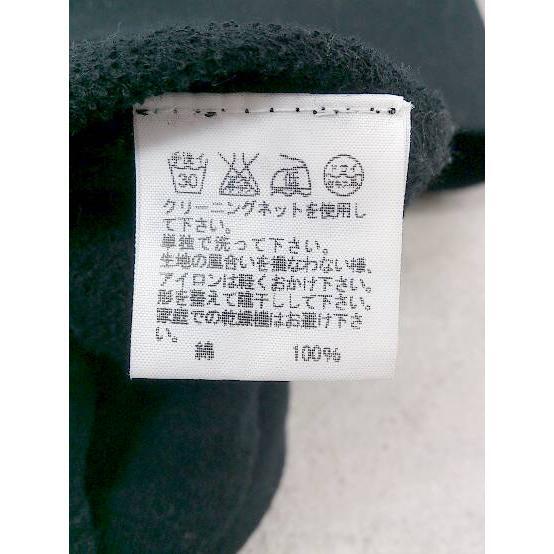 手洗イ 30
低
ドライ
クリーニングネットを使用し
て下さい。
単独で洗って下さい。
生地の風合いを損なわない様、
アイロンは軽くおかけ下さい。
形を整えて陰干しして下さい。
家庭での乾燥機はお避け下さ
い。
綿 100%